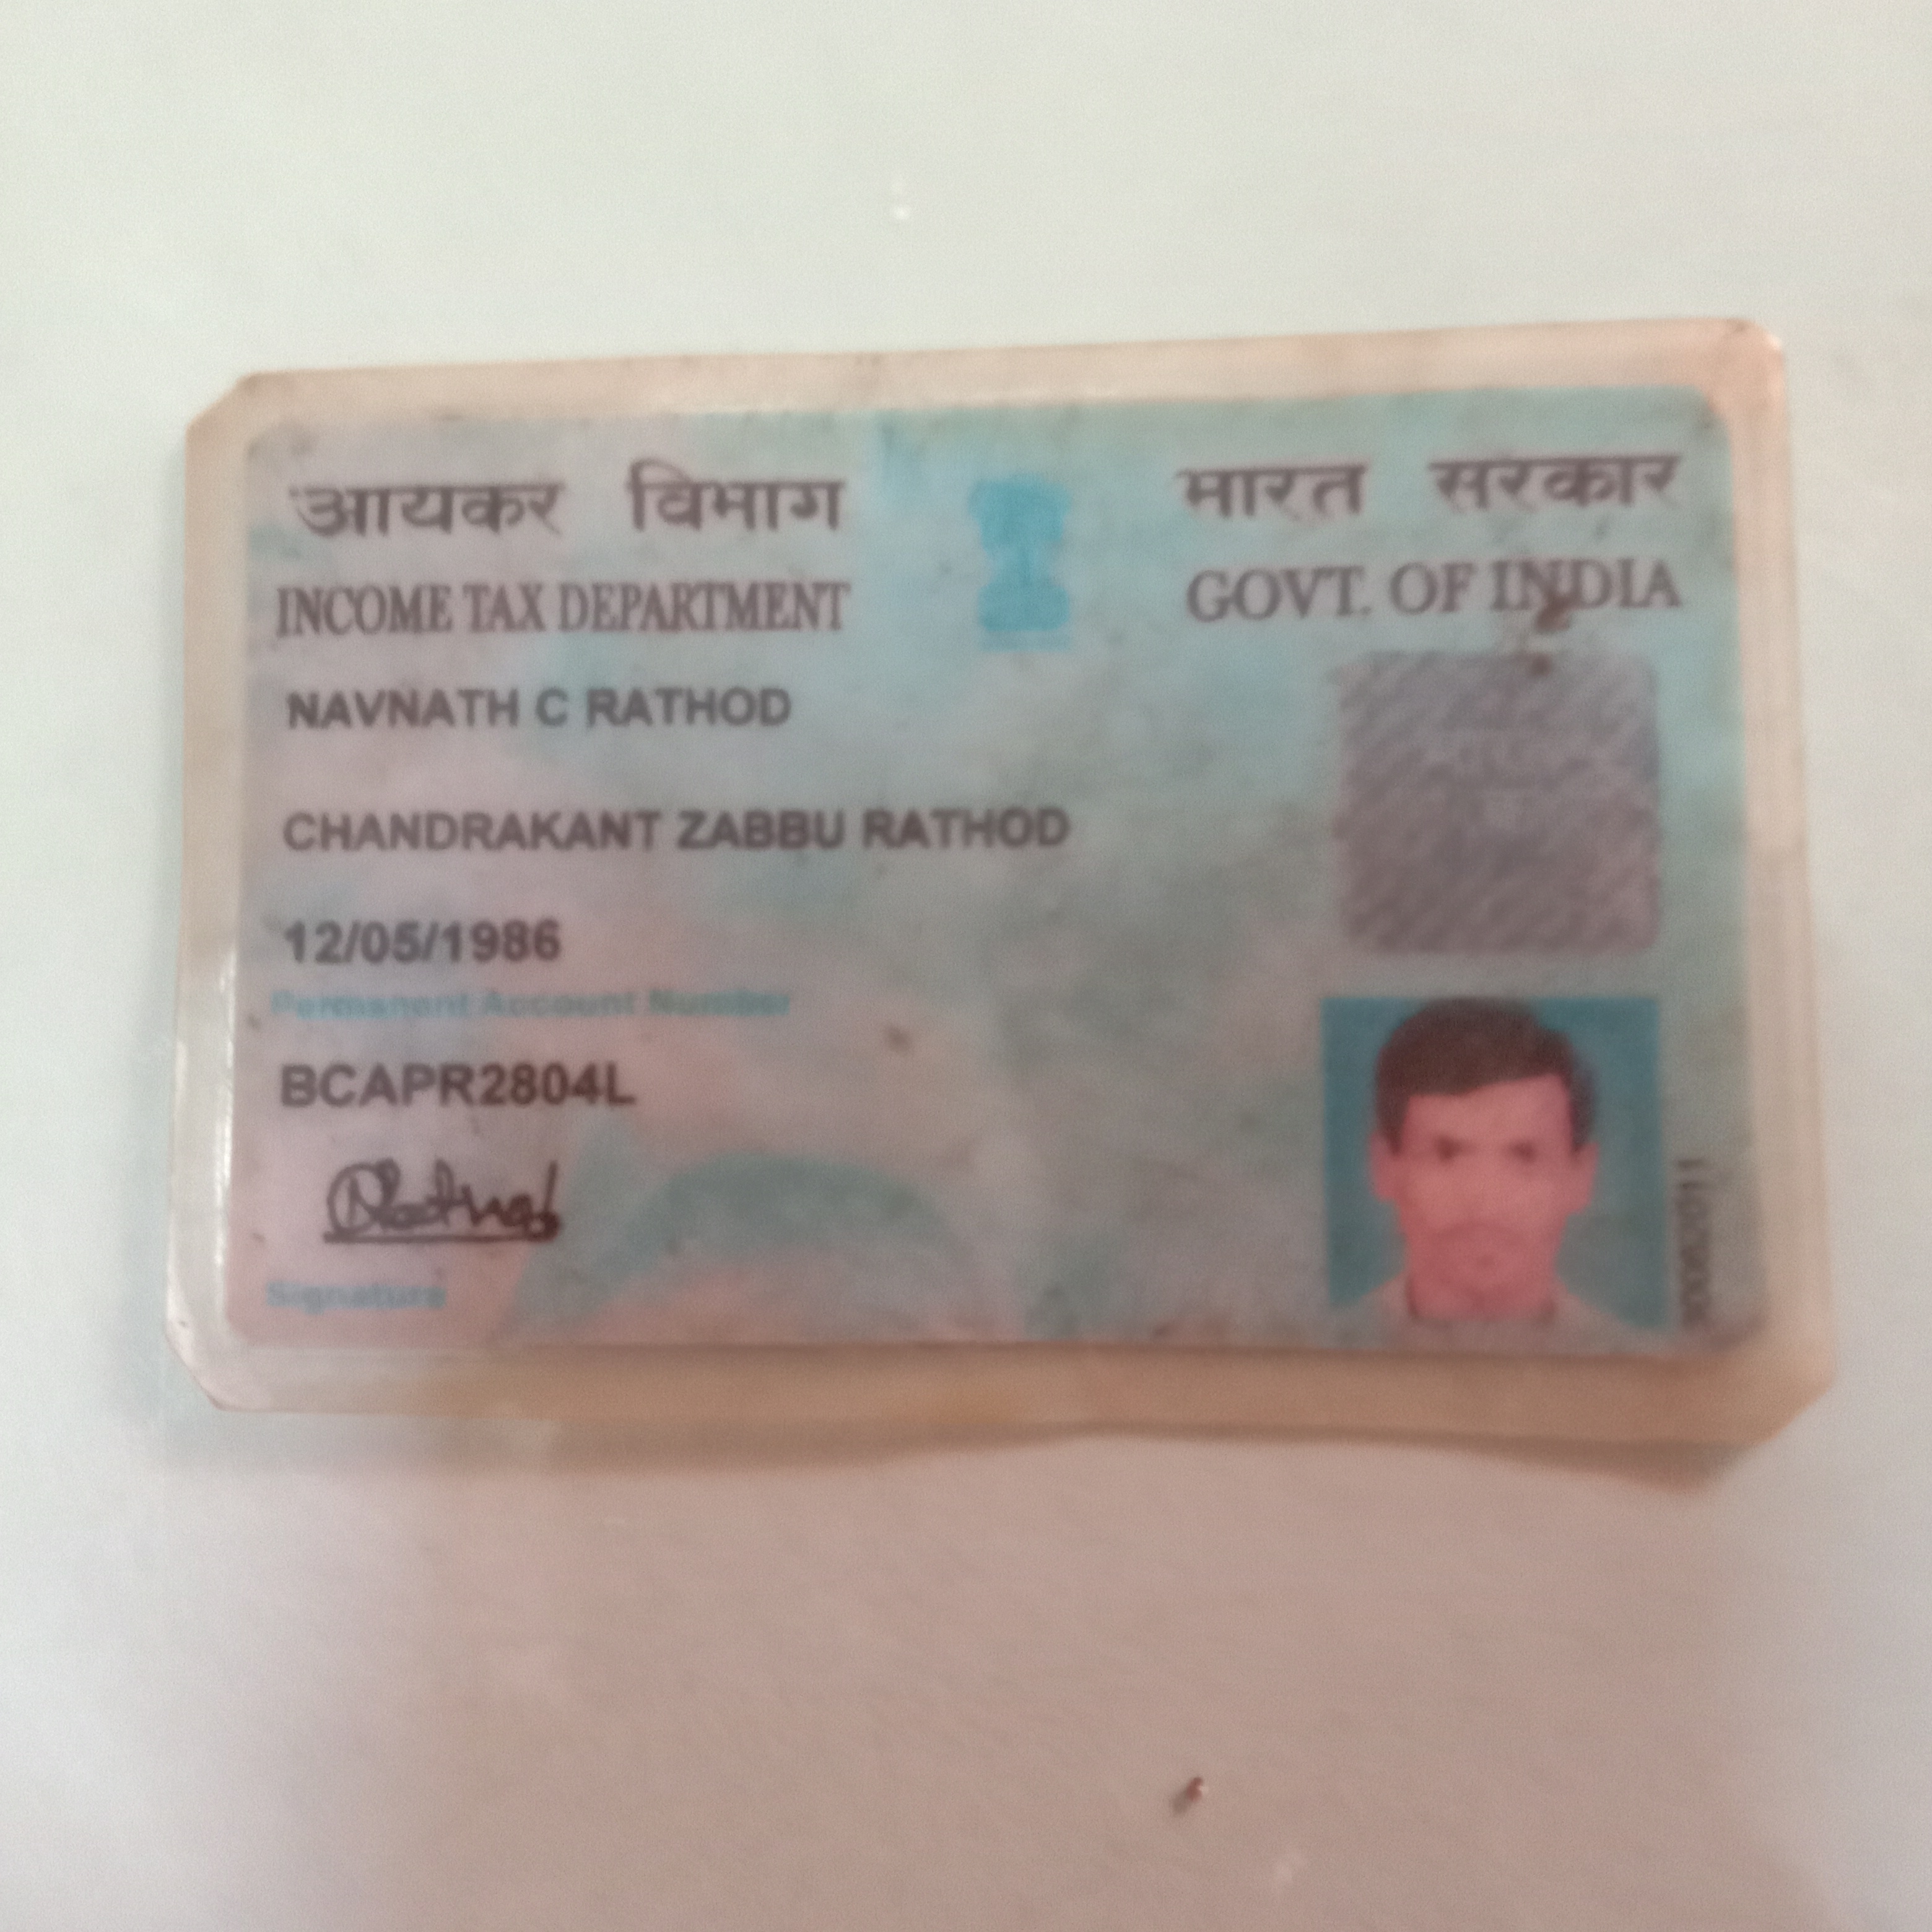 आयकर विभाग
भारत सरकार
INCOME TAX DEPARTMENT
GOVT. OF INDIA
NAVNATH C RATHOD
CHANDRAKANT ZABBU RATHOD
12/05/1986
Permanent Account Number
BCAPR2804L
Signature